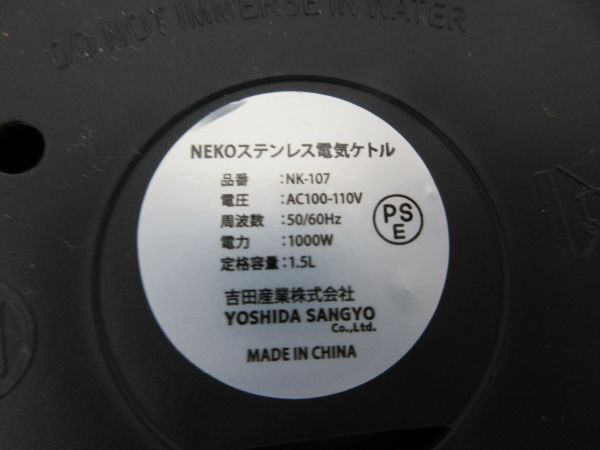 DO NOT IMMERSE IN WATER
NEKOステンレス電気ケトル
品番 :NK-107
電圧 :AC100-110V
周波数 :50/60Hz
電力 :1000W
定格容量:1.5L
PS
E
吉田産業株式会社
YOSHIDA SANGYO
Co.,Ltd.
MADE IN CHINA